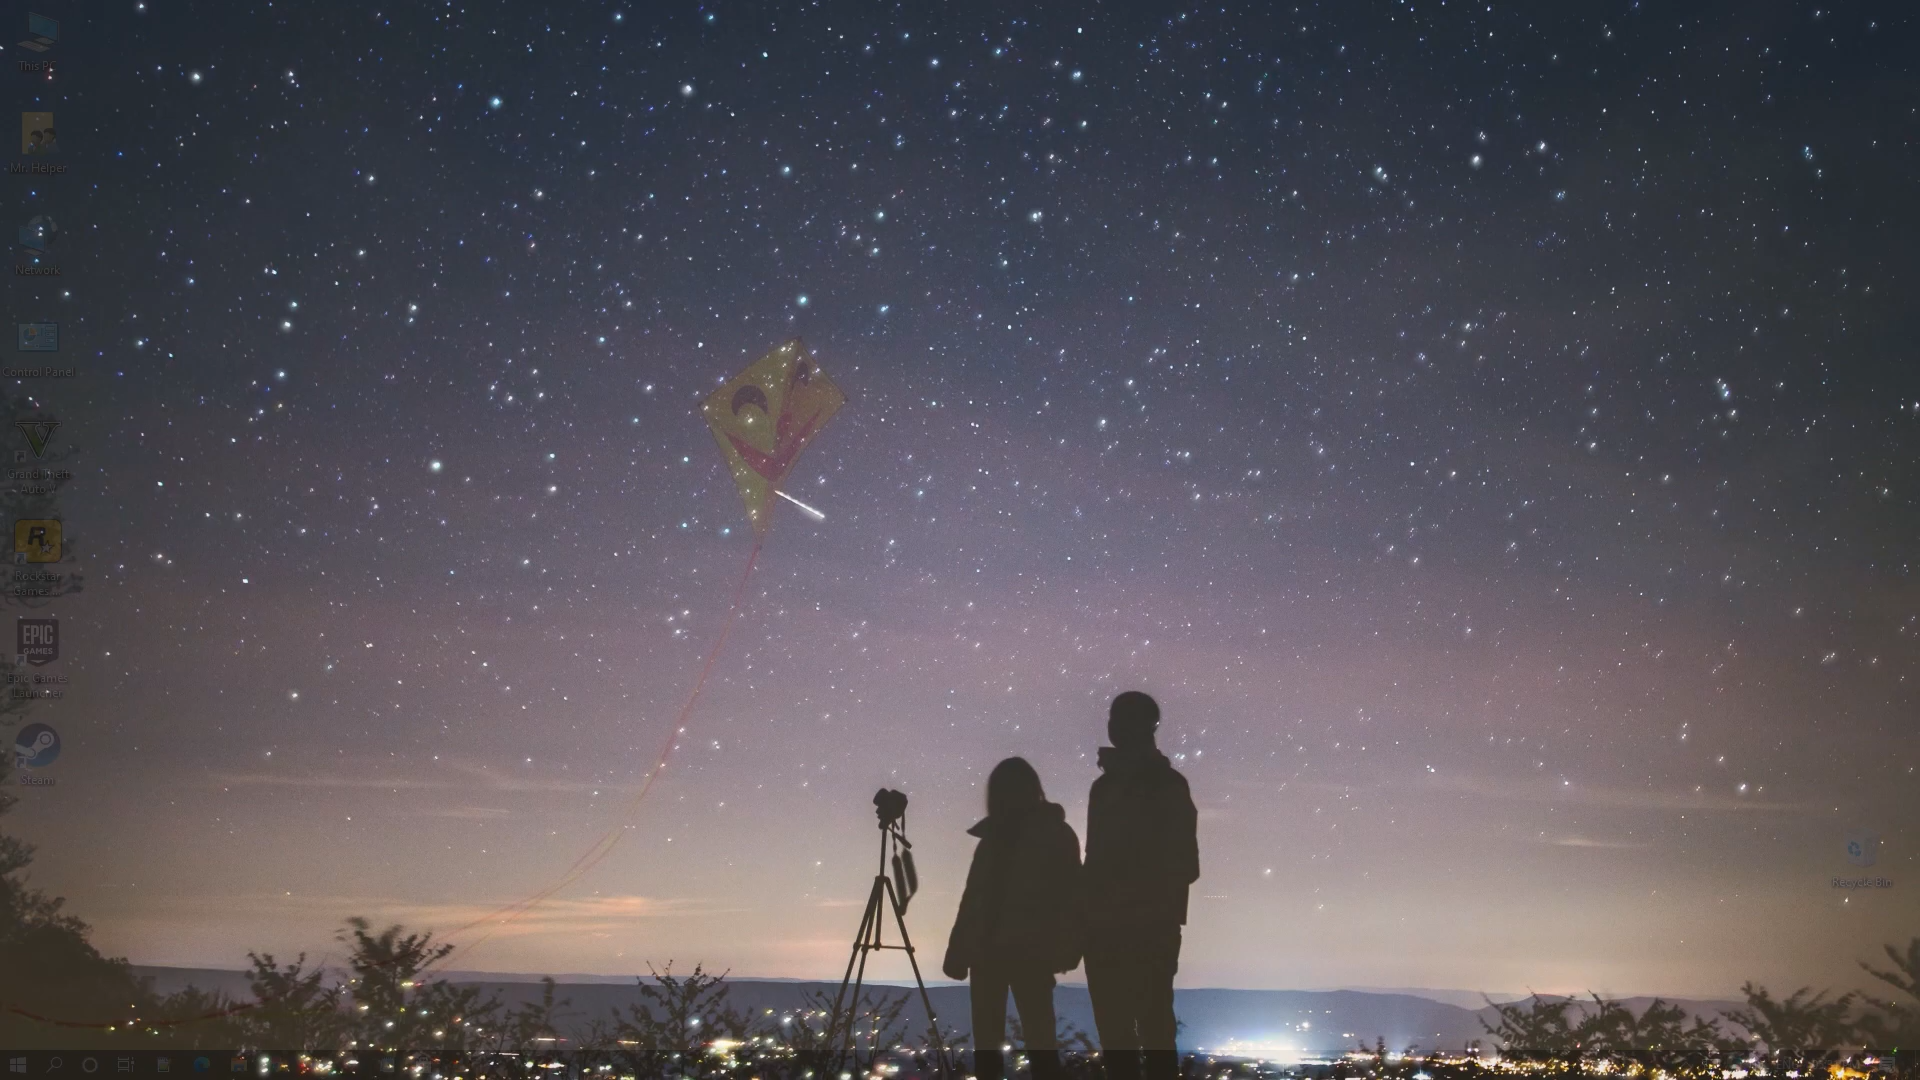 This PC
Mr. Helper
Network
Control Panel
Grand Theft
Auto V
Rockstar
Games ...
EPIC
GAMES
Epic Games
Launcher
Steam
Recycle Bin